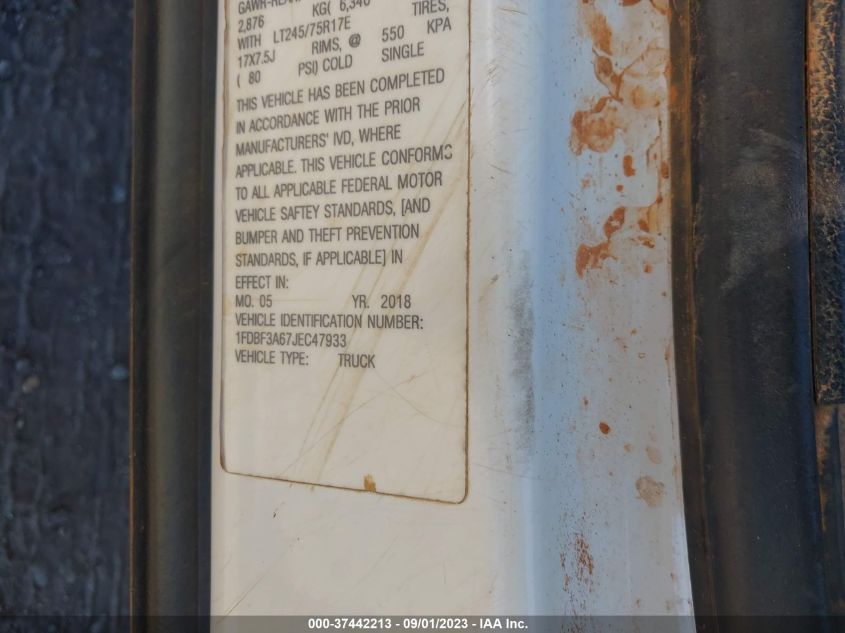 GAWR-REAR
2,876 KG( 6,340 TIRES,
WITH LT245/75R17E
17X7.5J RIMS, @ 550 KPA
( 80 PSI) COLD SINGLE
THIS VEHICLE HAS BEEN COMPLETED
IN ACCORDANCE WITH THE PRIOR
MANUFACTURERS' IVD, WHERE
APPLICABLE. THIS VEHICLE CONFORMS
TO ALL APPLICABLE FEDERAL MOTOR
VEHICLE SAFTEY STANDARDS, [AND
BUMPER AND THEFT PREVENTION
STANDARDS, IF APPLICABLE] IN
EFFECT IN:
MO. 05 YR. 2018
VEHICLE IDENTIFICATION NUMBER:
1FDBF3A67JEC47933
VEHICLE TYPE: TRUCK
000-37442213 - 09/01/2023 - IAA Inc.